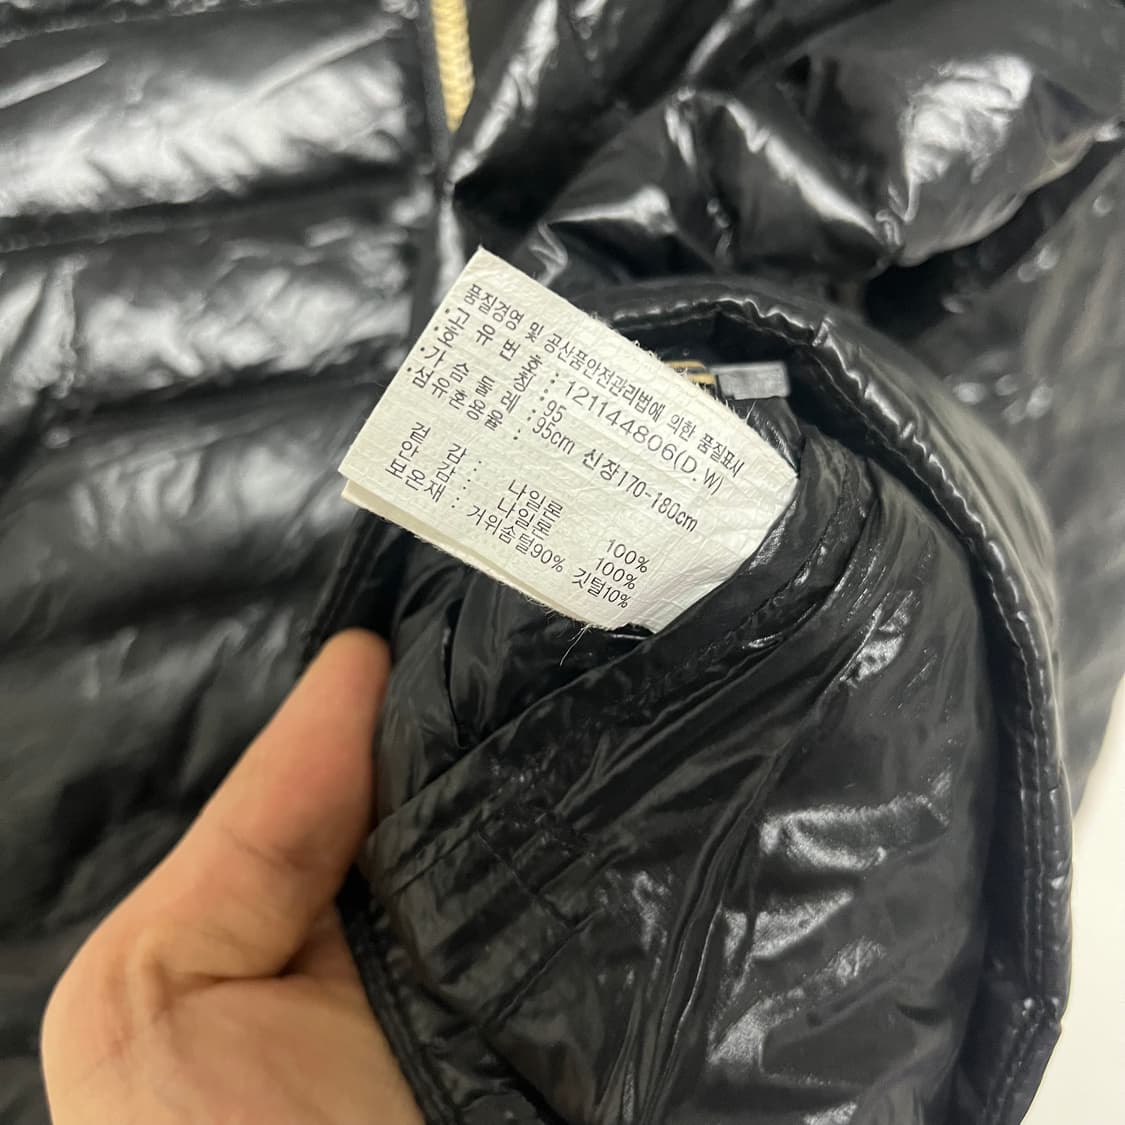 품질경영 및 공산품안전관리법에 의한 품질표시
·고 유 번 호 : 121144806(D.W)
·호 칭 : 95
·가 슴 둘 레 : 95cm 신장170-180cm
·섬 유 혼 용 율 :
겉 감 : 나일론 100%
안 감 : 나일론 100%
보온재 : 거위솜털90% 깃털10%